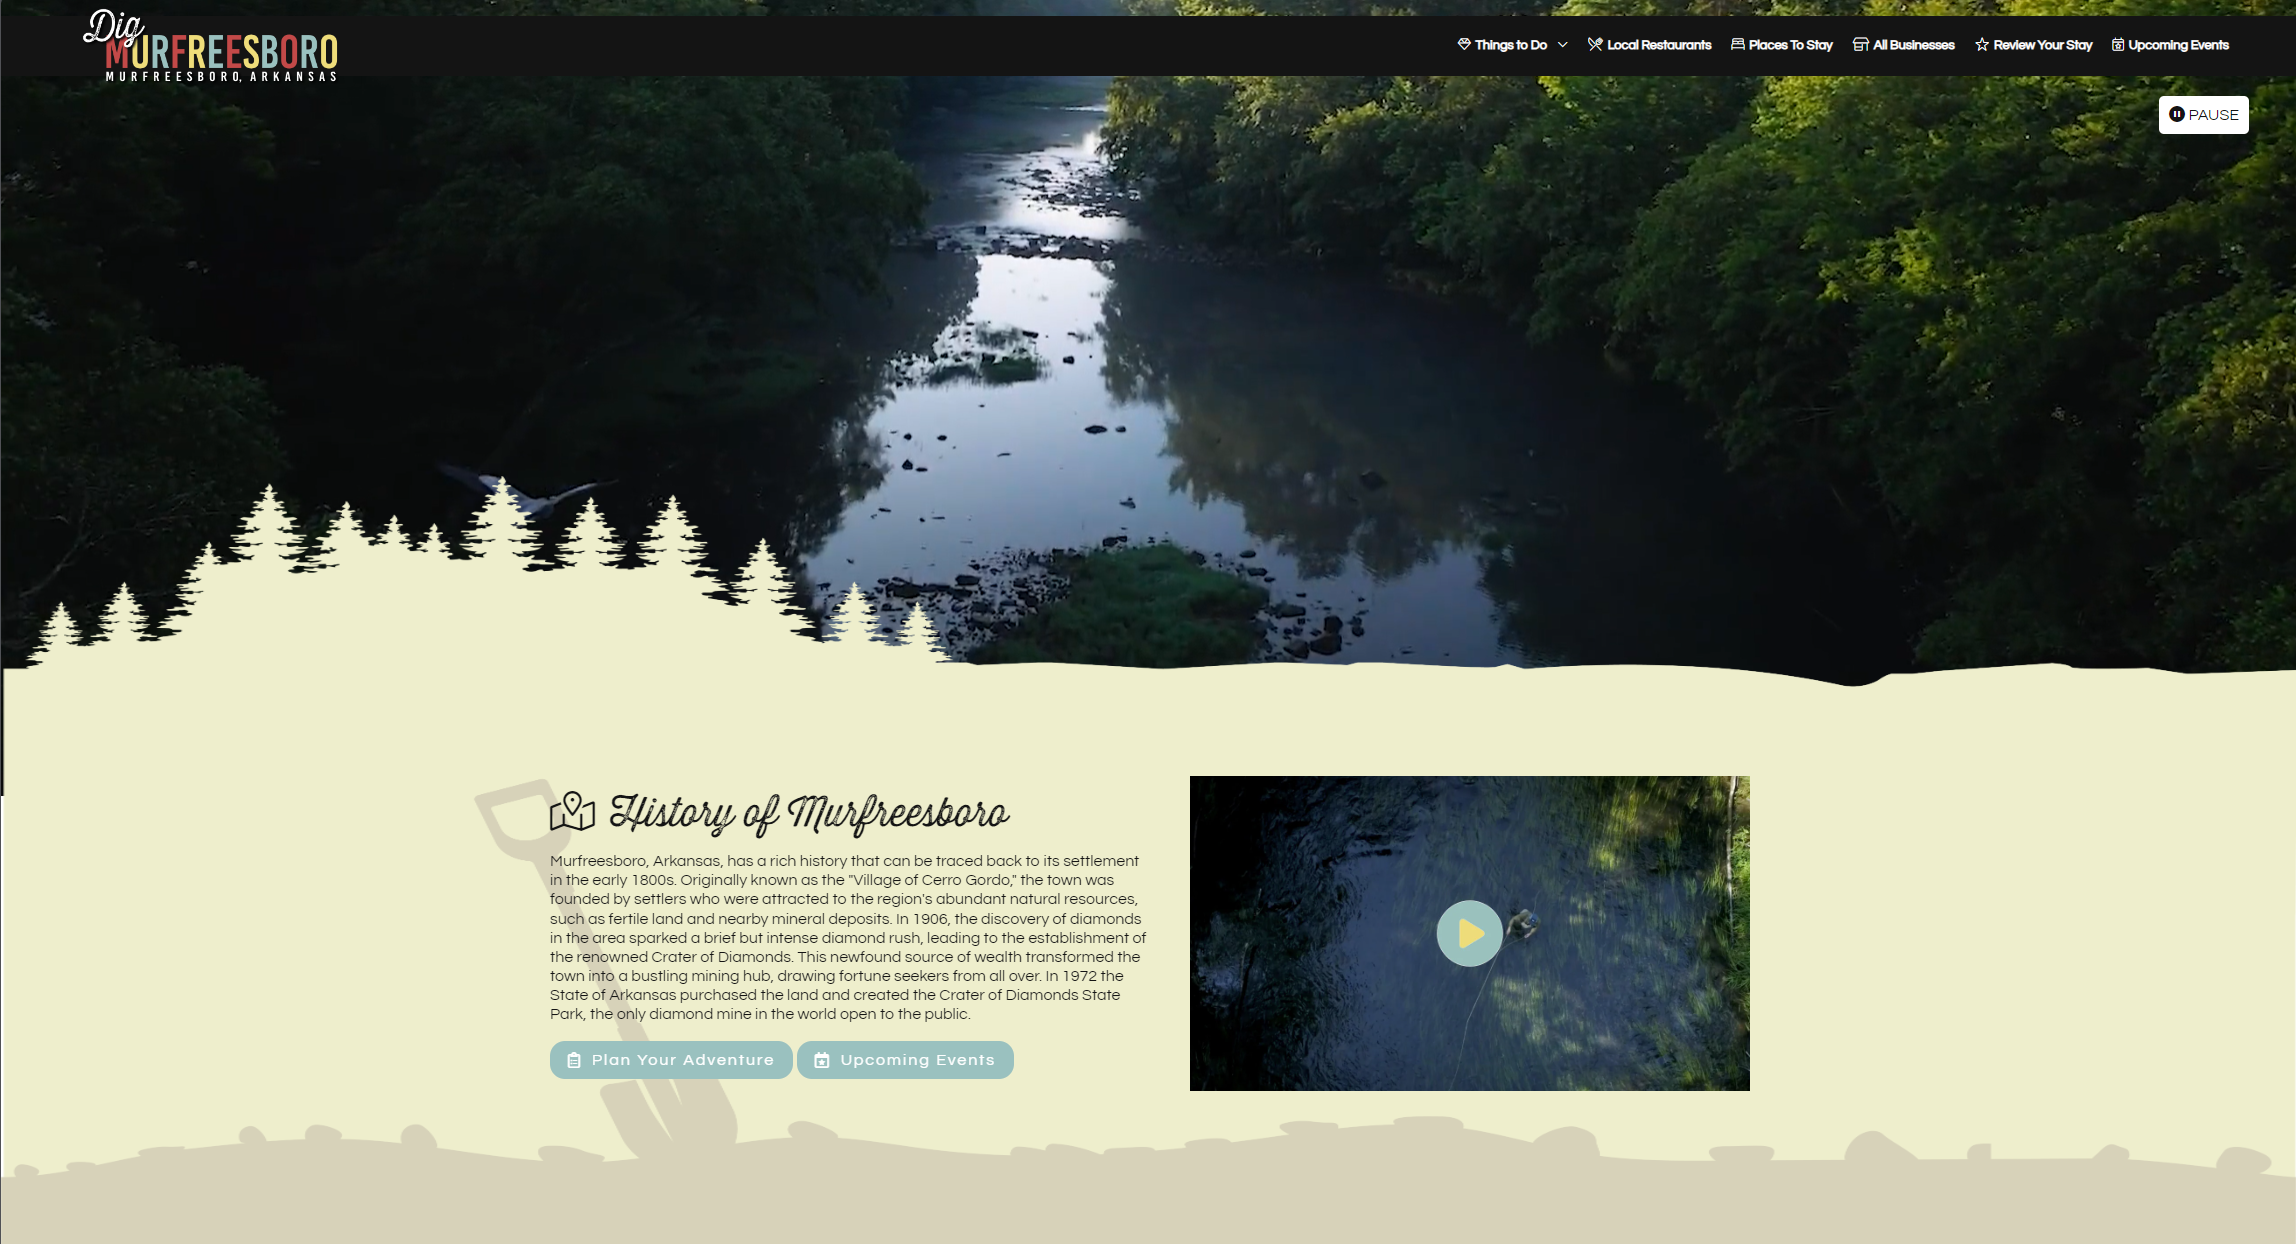 Dig
MURFREESBORO
MURFREESBORO, ARKANSAS
Things to Do Local Restaurants Places To Stay All Businesses Review Your Stay Upcoming Events
PAUSE
History of Murfreesboro
Murfreesboro, Arkansas, has a rich history that can be traced back to its settlement
in the early 1800s. Originally known as the "Village of Cerro Gordo," the town was
founded by settlers who were attracted to the region's abundant natural resources,
such as fertile land and nearby mineral deposits. In 1906, the discovery of diamonds
in the area sparked a brief but intense diamond rush, leading to the establishment of
the renowned Crater of Diamonds. This newfound source of wealth transformed the
town into a bustling mining hub, drawing fortune seekers from all over. In 1972 the
State of Arkansas purchased the land and created the Crater of Diamonds State
Park, the only diamond mine in the world open to the public.
Plan Your Adventure Upcoming Events